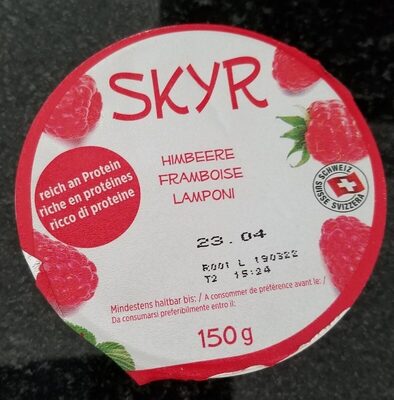 SKYR
HIMBEERE
FRAMBOISE
LAMPONI
reich an Protein
riche en protéines
ricco di proteine
SCHWEIZ
SUISSE SVIZZERA
23.04
R001 L 190322
T2 15:24
Mindestens haltbar bis: / A consommer de préférence avant le: /
Da consumarsi preferibilmente entro il:
150 g